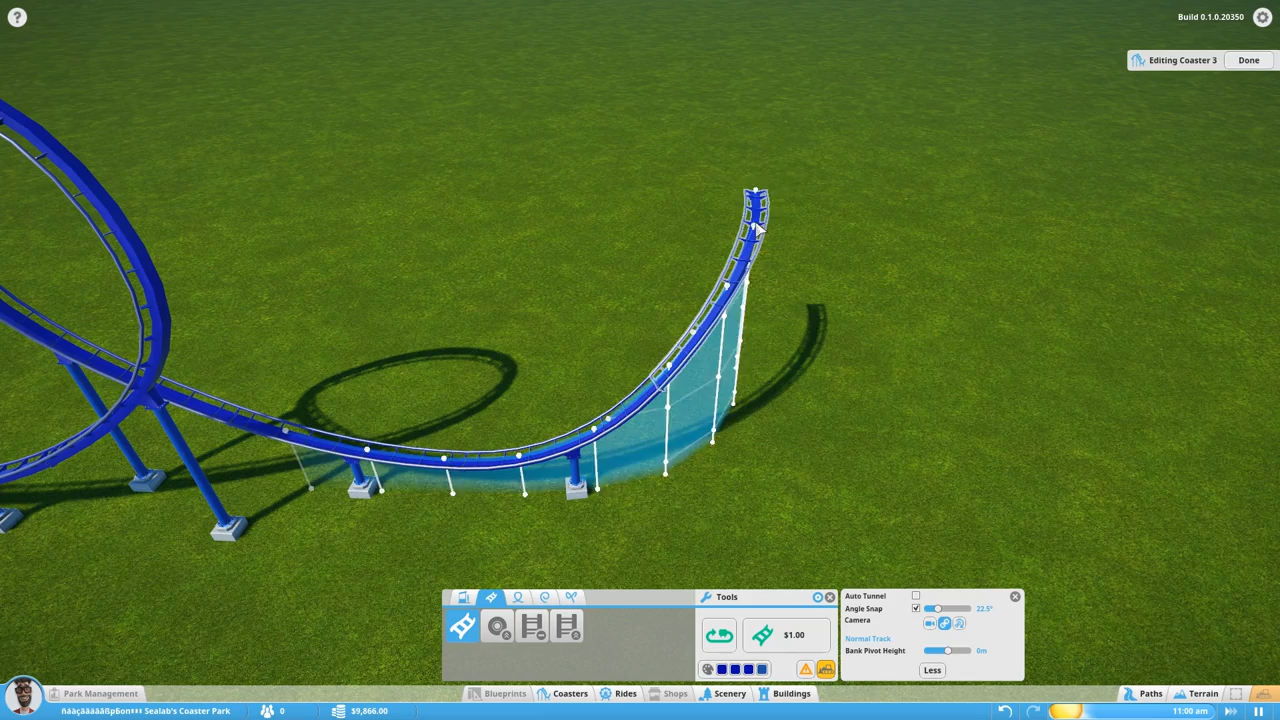 ?
Build 0.1.0.20350
Editing Coaster 3
Done
Tools
$1.00
Auto Tunnel
Angle Snap
22.5°
Camera
Normal Track
Bank Pivot Height
0m
Less
Park Management
Blueprints
Coasters
Rides
Shops
Scenery
Buildings
Paths
Terrain
Sealab's Coaster Park
0
$9,866.00
11:00 am